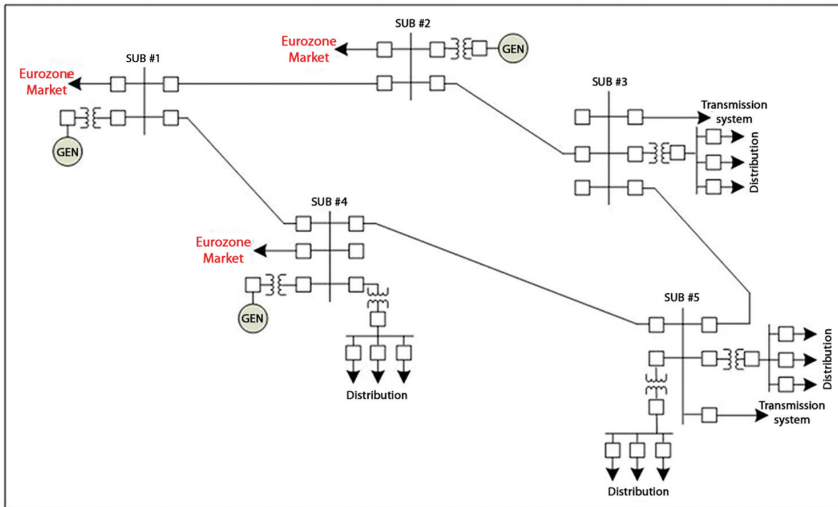 SUB #2
Eurozone
Market
GEN
SUB #1
Eurozone
Market
GEN
SUB #3
Transmission
system
Distribution
SUB #4
Eurozone
Market
GEN
Distribution
SUB #5
Distribution
Transmission
system
Distribution